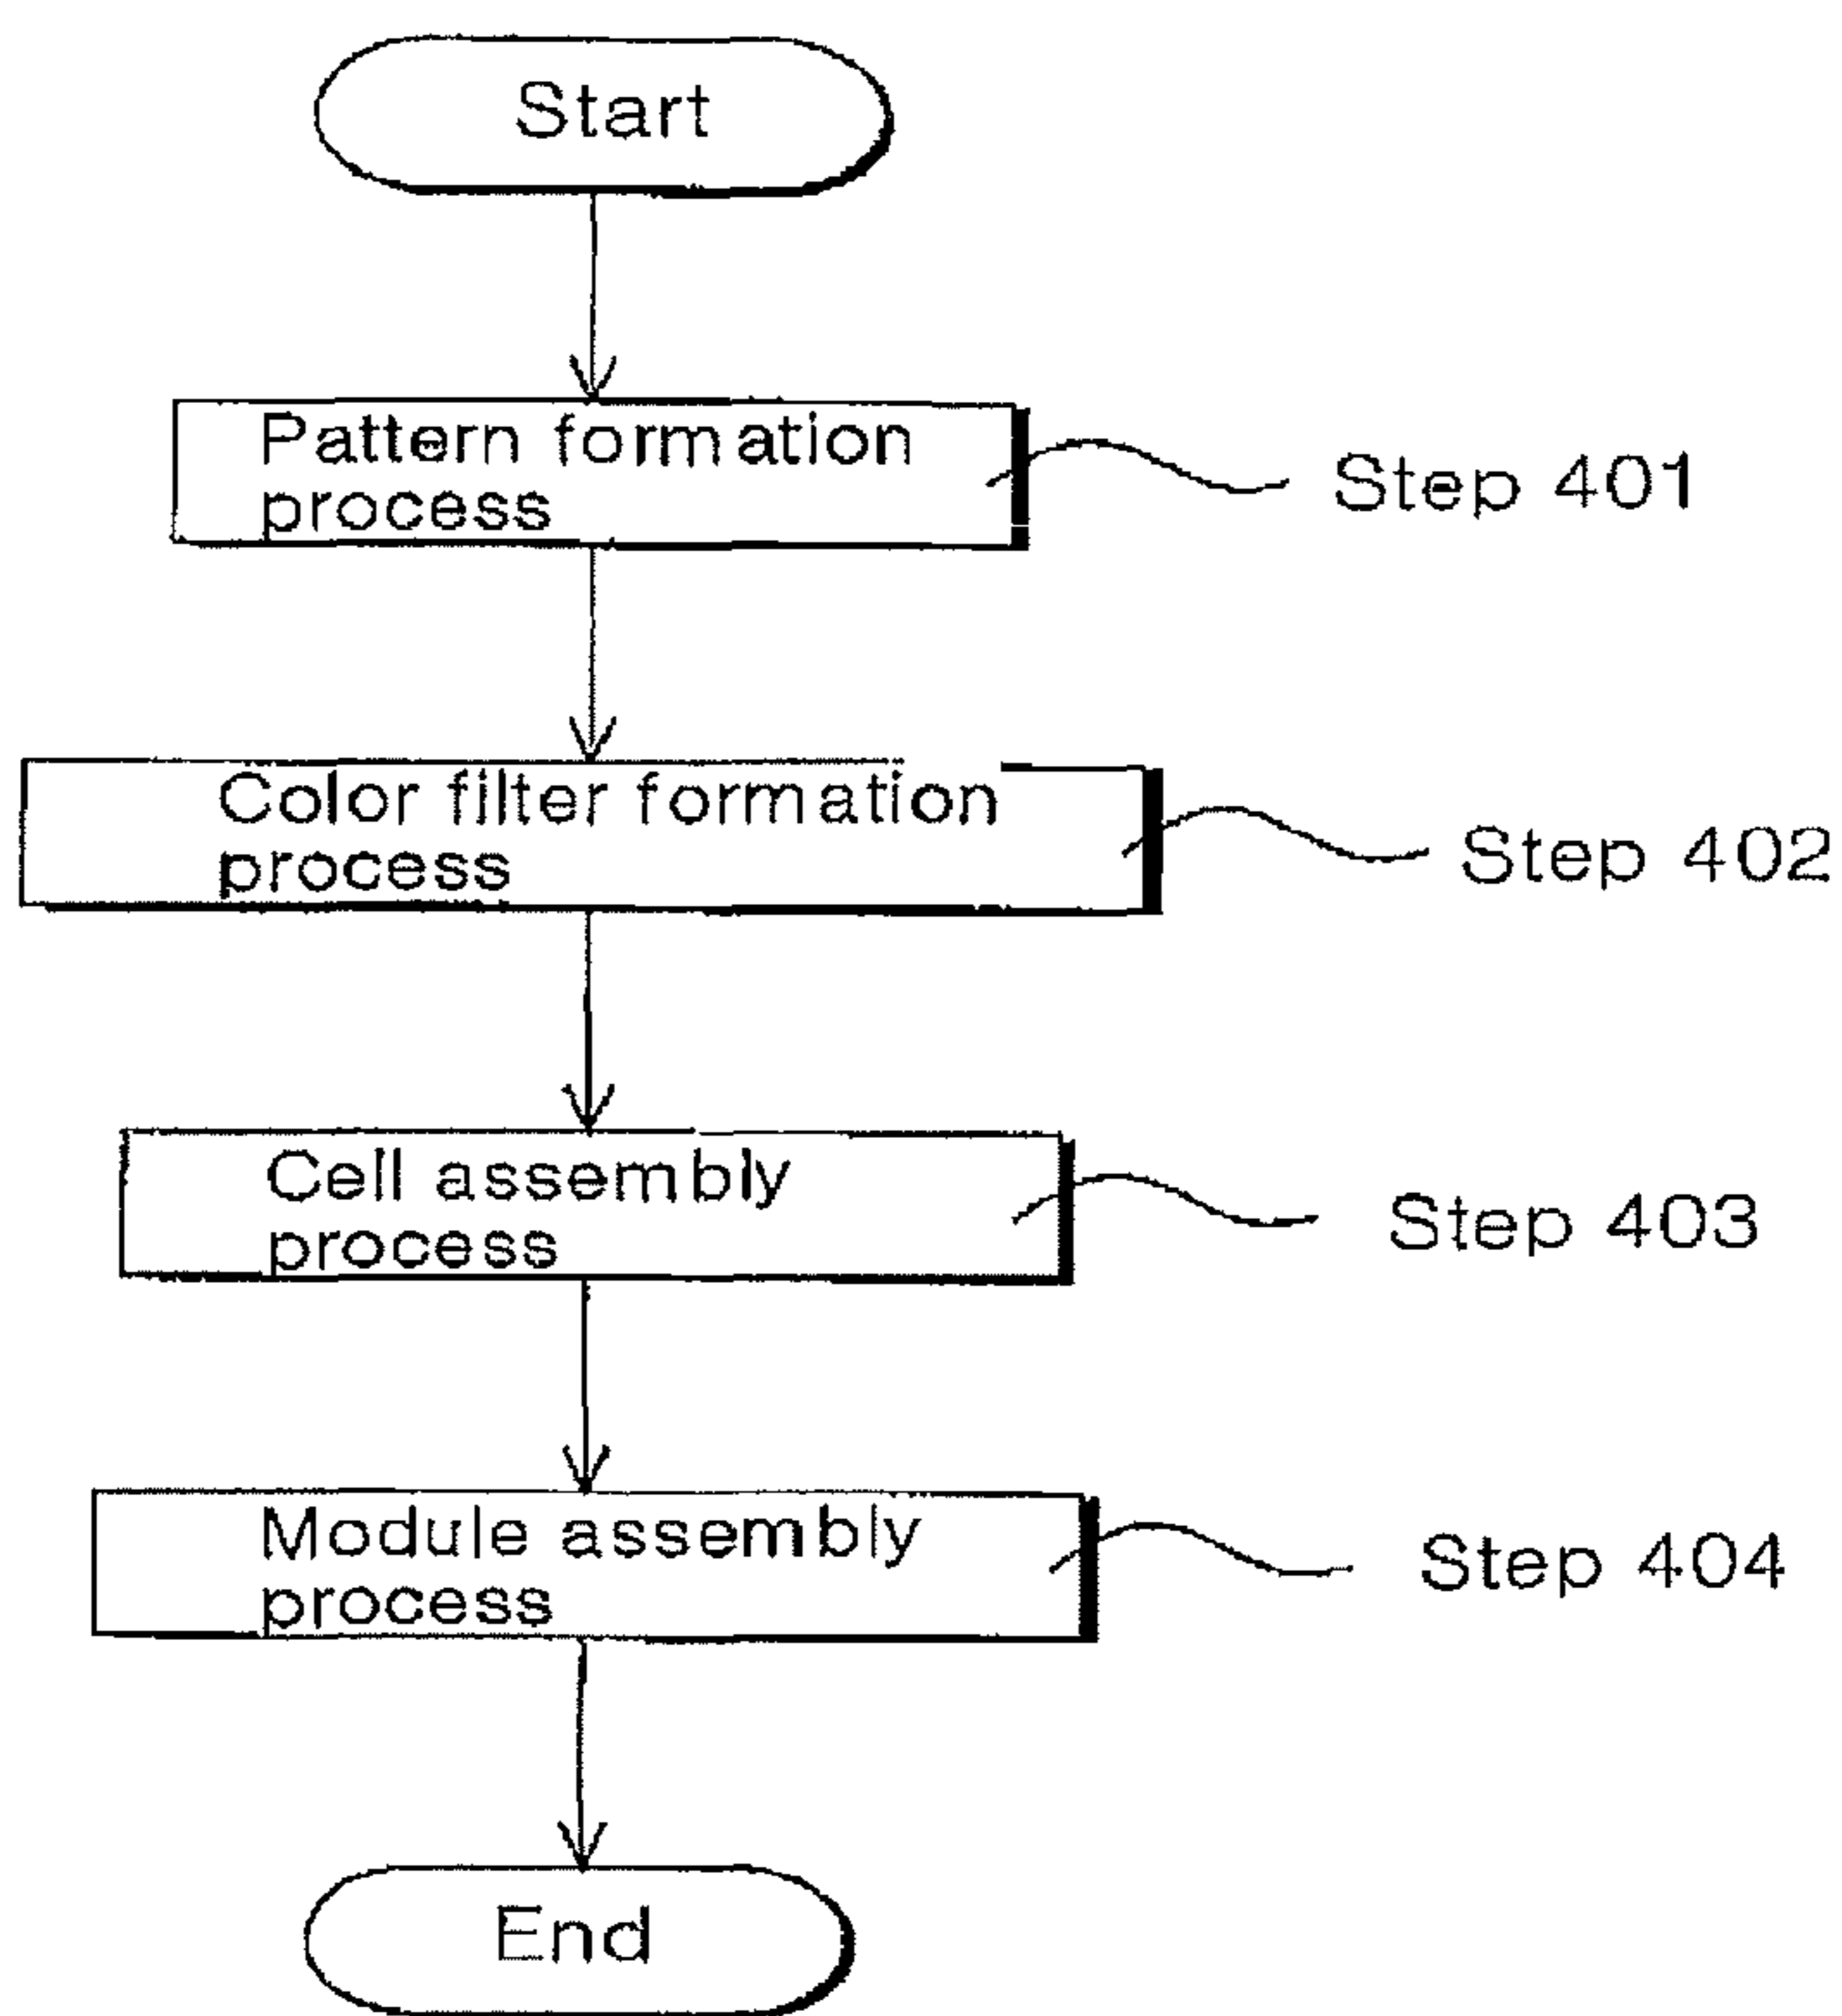 Start
Pattern formation
process
Step 401
Color filter formation
process
Step 402
Cell assembly
process
Step 403
Module assembly
process
Step 404
End